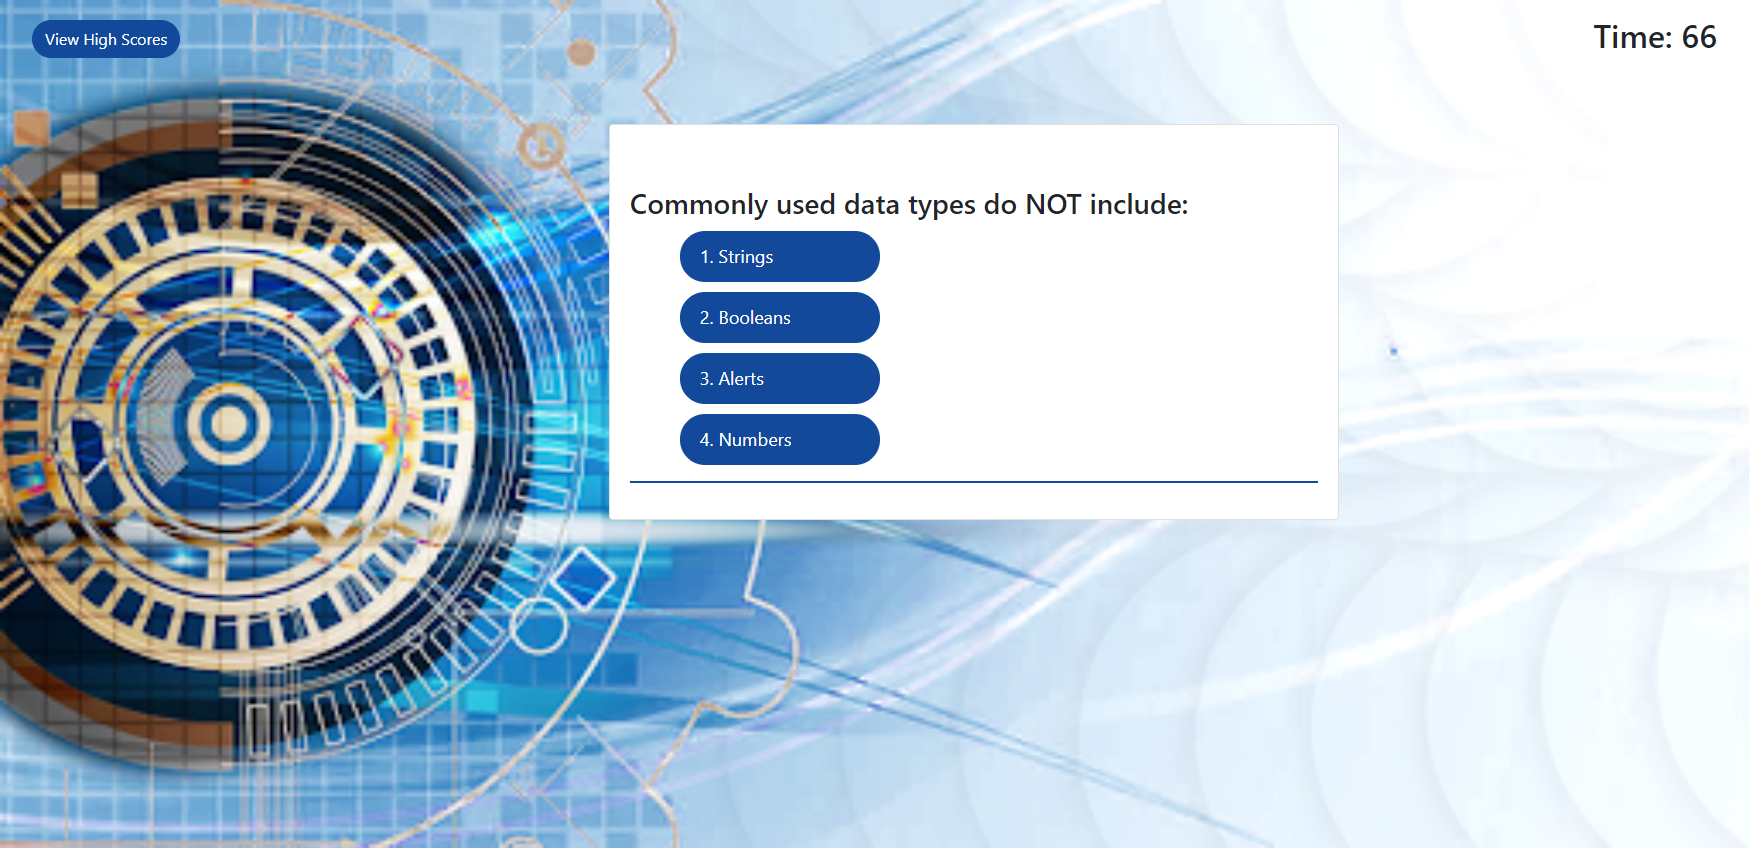 View High Scores
Time: 66
Commonly used data types do NOT include:
1. Strings
2. Booleans
3. Alerts
4. Numbers